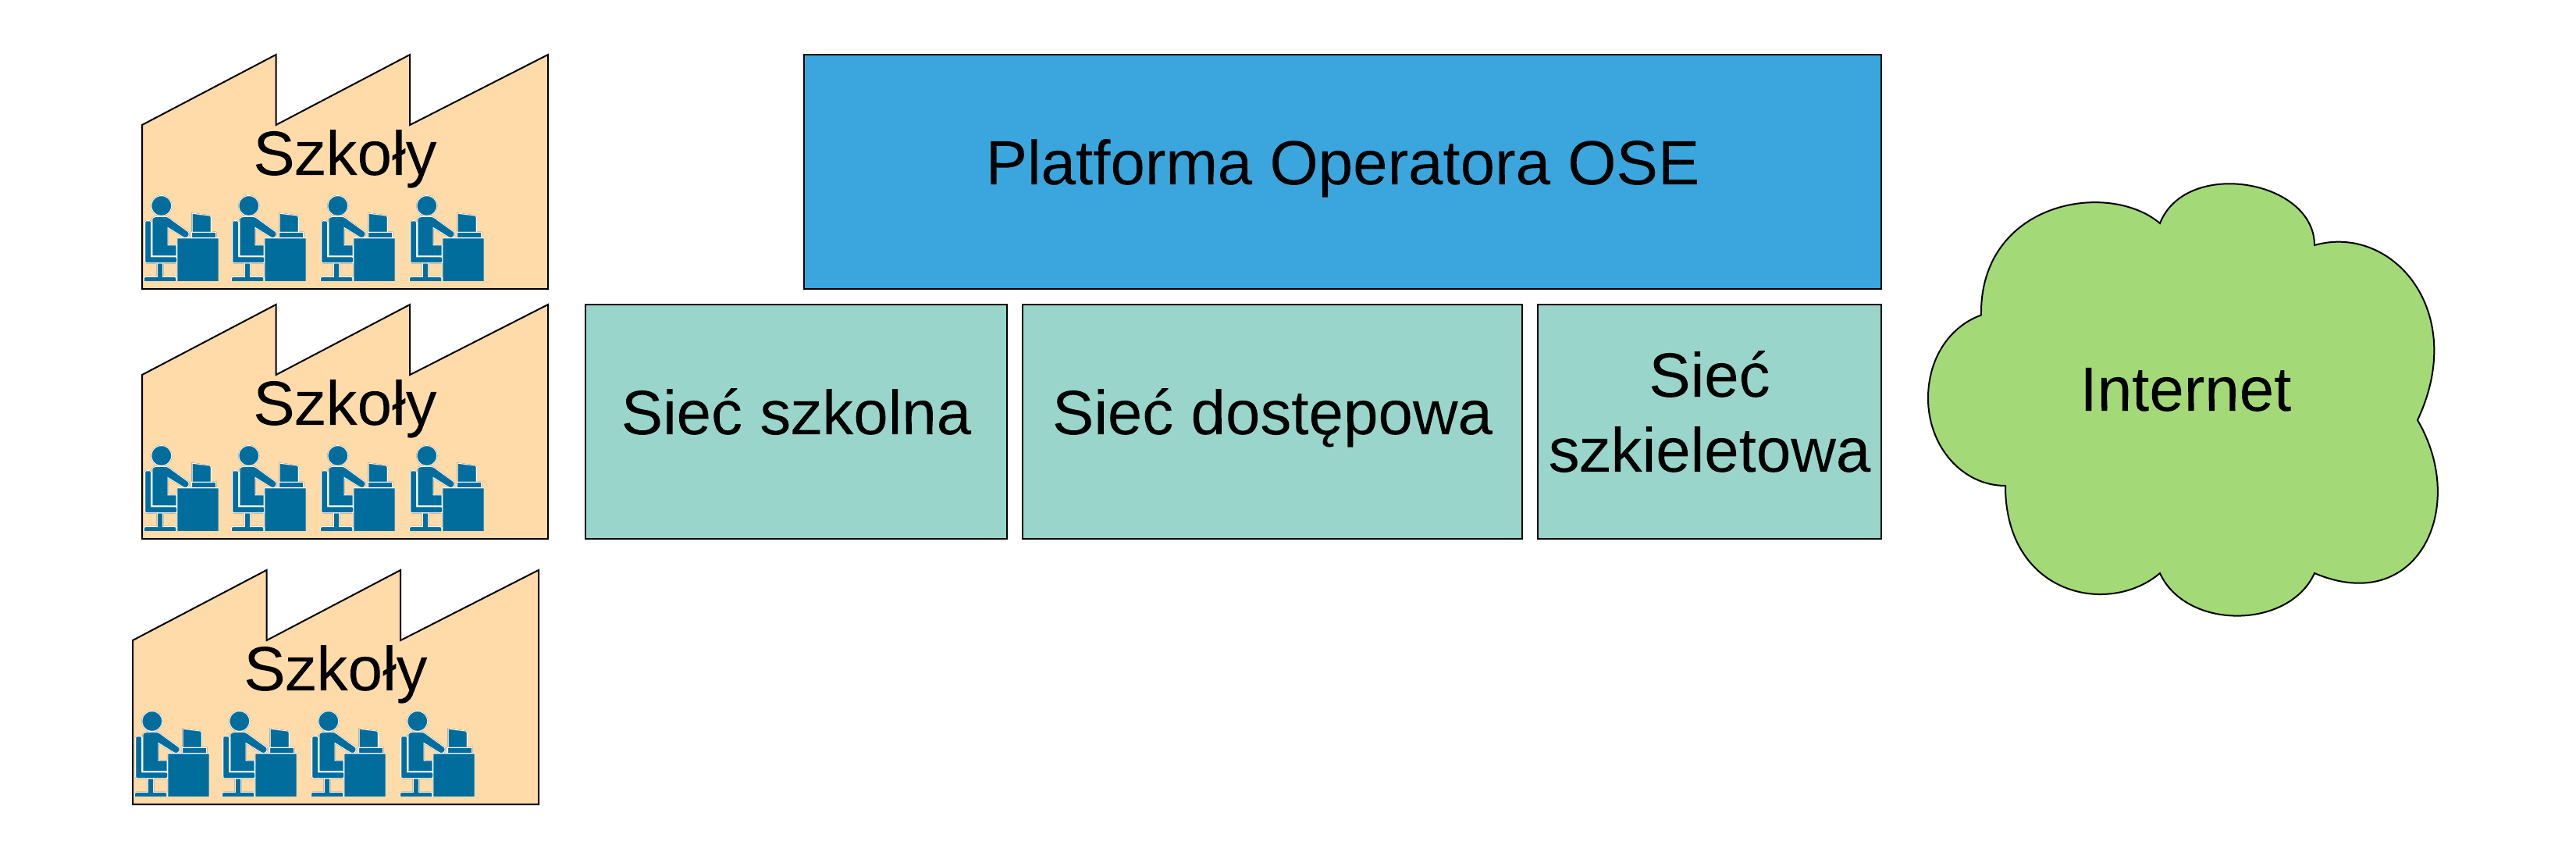 Szkoły
Platforma Operatora OSE
Szkoły
Sieć szkolna
Sieć dostępowa
Sieć
szkieletowa
Internet
Szkoły